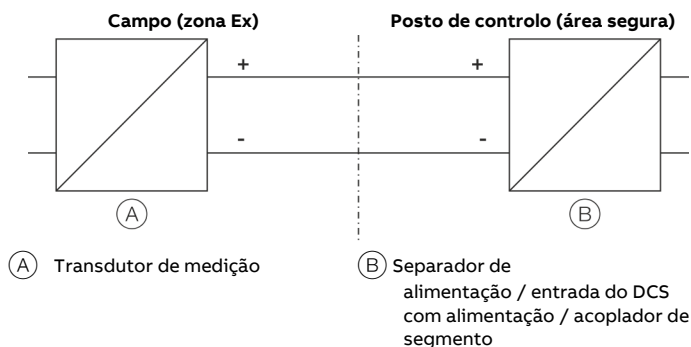 Campo (zona Ex)
Posto de controlo (área segura)
+
+
-
-
A
B
A Transdutor de medição
B Separador de
alimentação / entrada do DCS
com alimentação / acoplador de
segmento